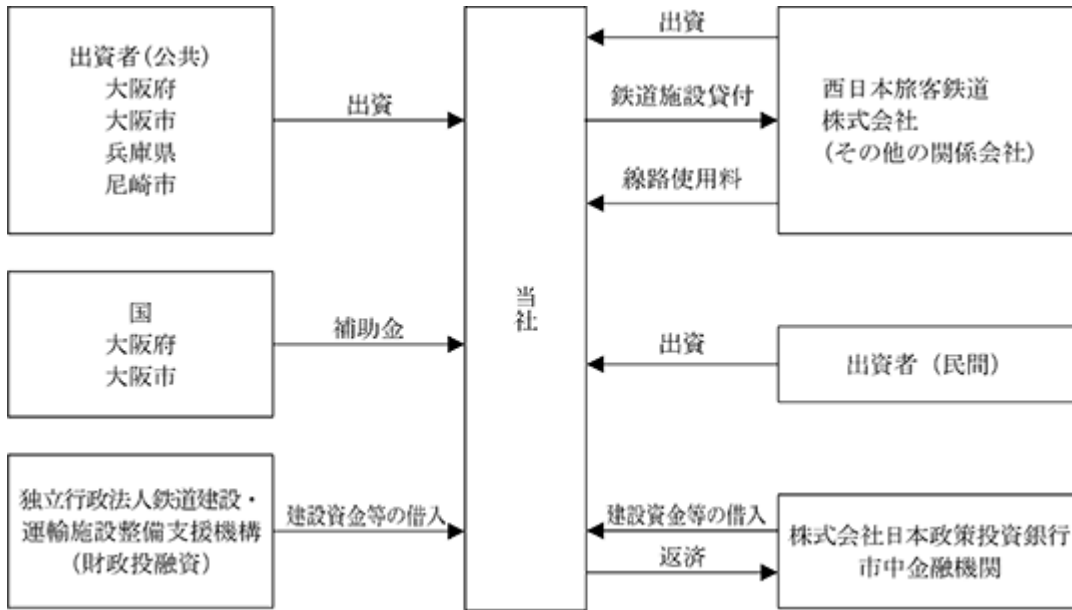 出資者(公共)
大阪府
大阪市
兵庫県
尼崎市
出資
国
大阪府
大阪市
補助金
独立行政法人鉄道建設・
運輸施設整備支援機構
(財政投融資)
建設資金等の借入
当社
出資
鉄道施設貸付
線路使用料
西日本旅客鉄道
株式会社
(その他の関係会社)
出資
出資者(民間)
建設資金等の借入
返済
株式会社日本政策投資銀行
市中金融機関